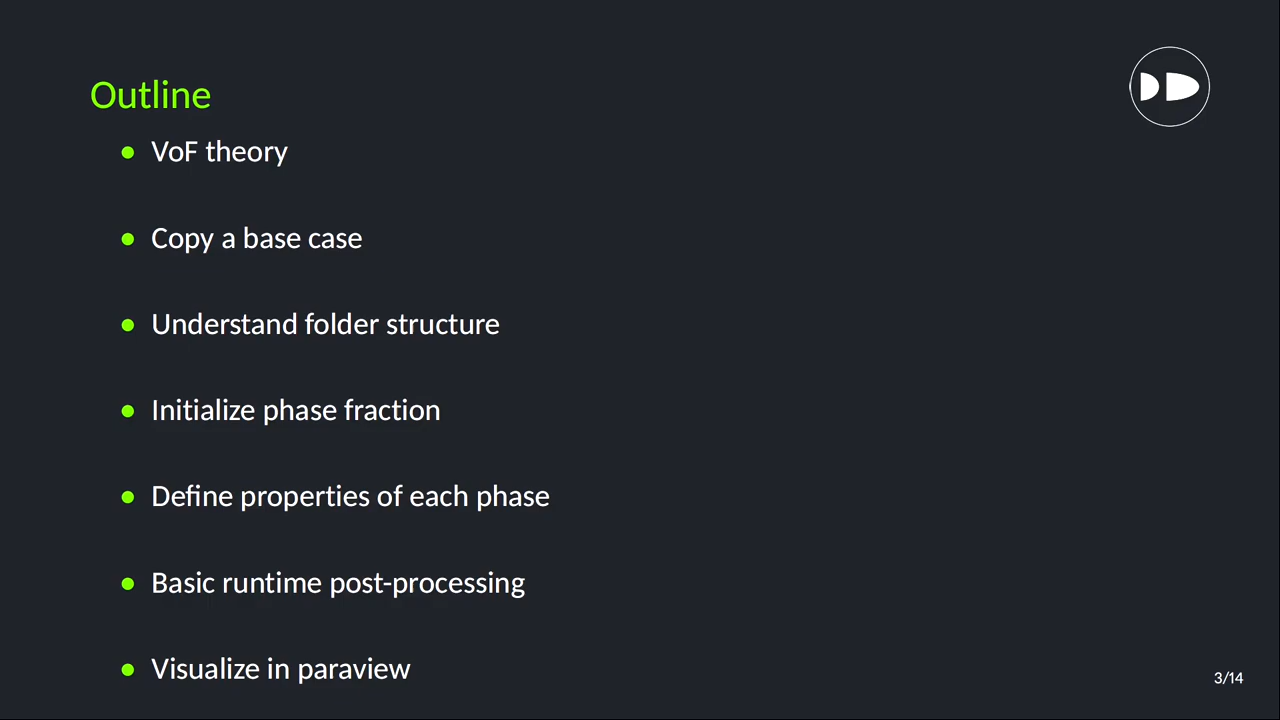 Outline
• VoF theory
• Copy a base case
• Understand folder structure
• Initialize phase fraction
• Define properties of each phase
• Basic runtime post-processing
• Visualize in paraview
3/14